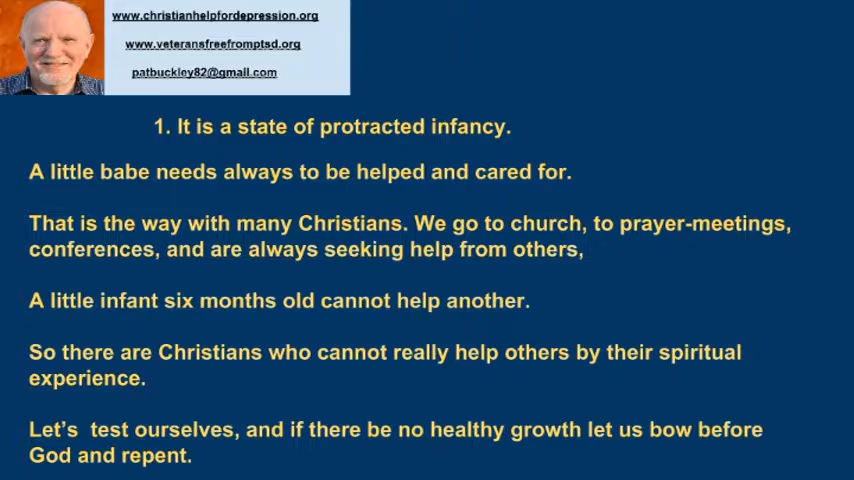 www.christianhelpfordepression.org
www.veteransfreefromptsd.org
patbuckley82@gmail.com
1. It is a state of protracted infancy.
A little babe needs always to be helped and cared for.
That is the way with many Christians. We go to church, to prayer-meetings,
conferences, and are always seeking help from others,
A little infant six months old cannot help another.
So there are Christians who cannot really help others by their spiritual
experience.
Let’s  test ourselves, and if there be no healthy growth let us bow before
God and repent.